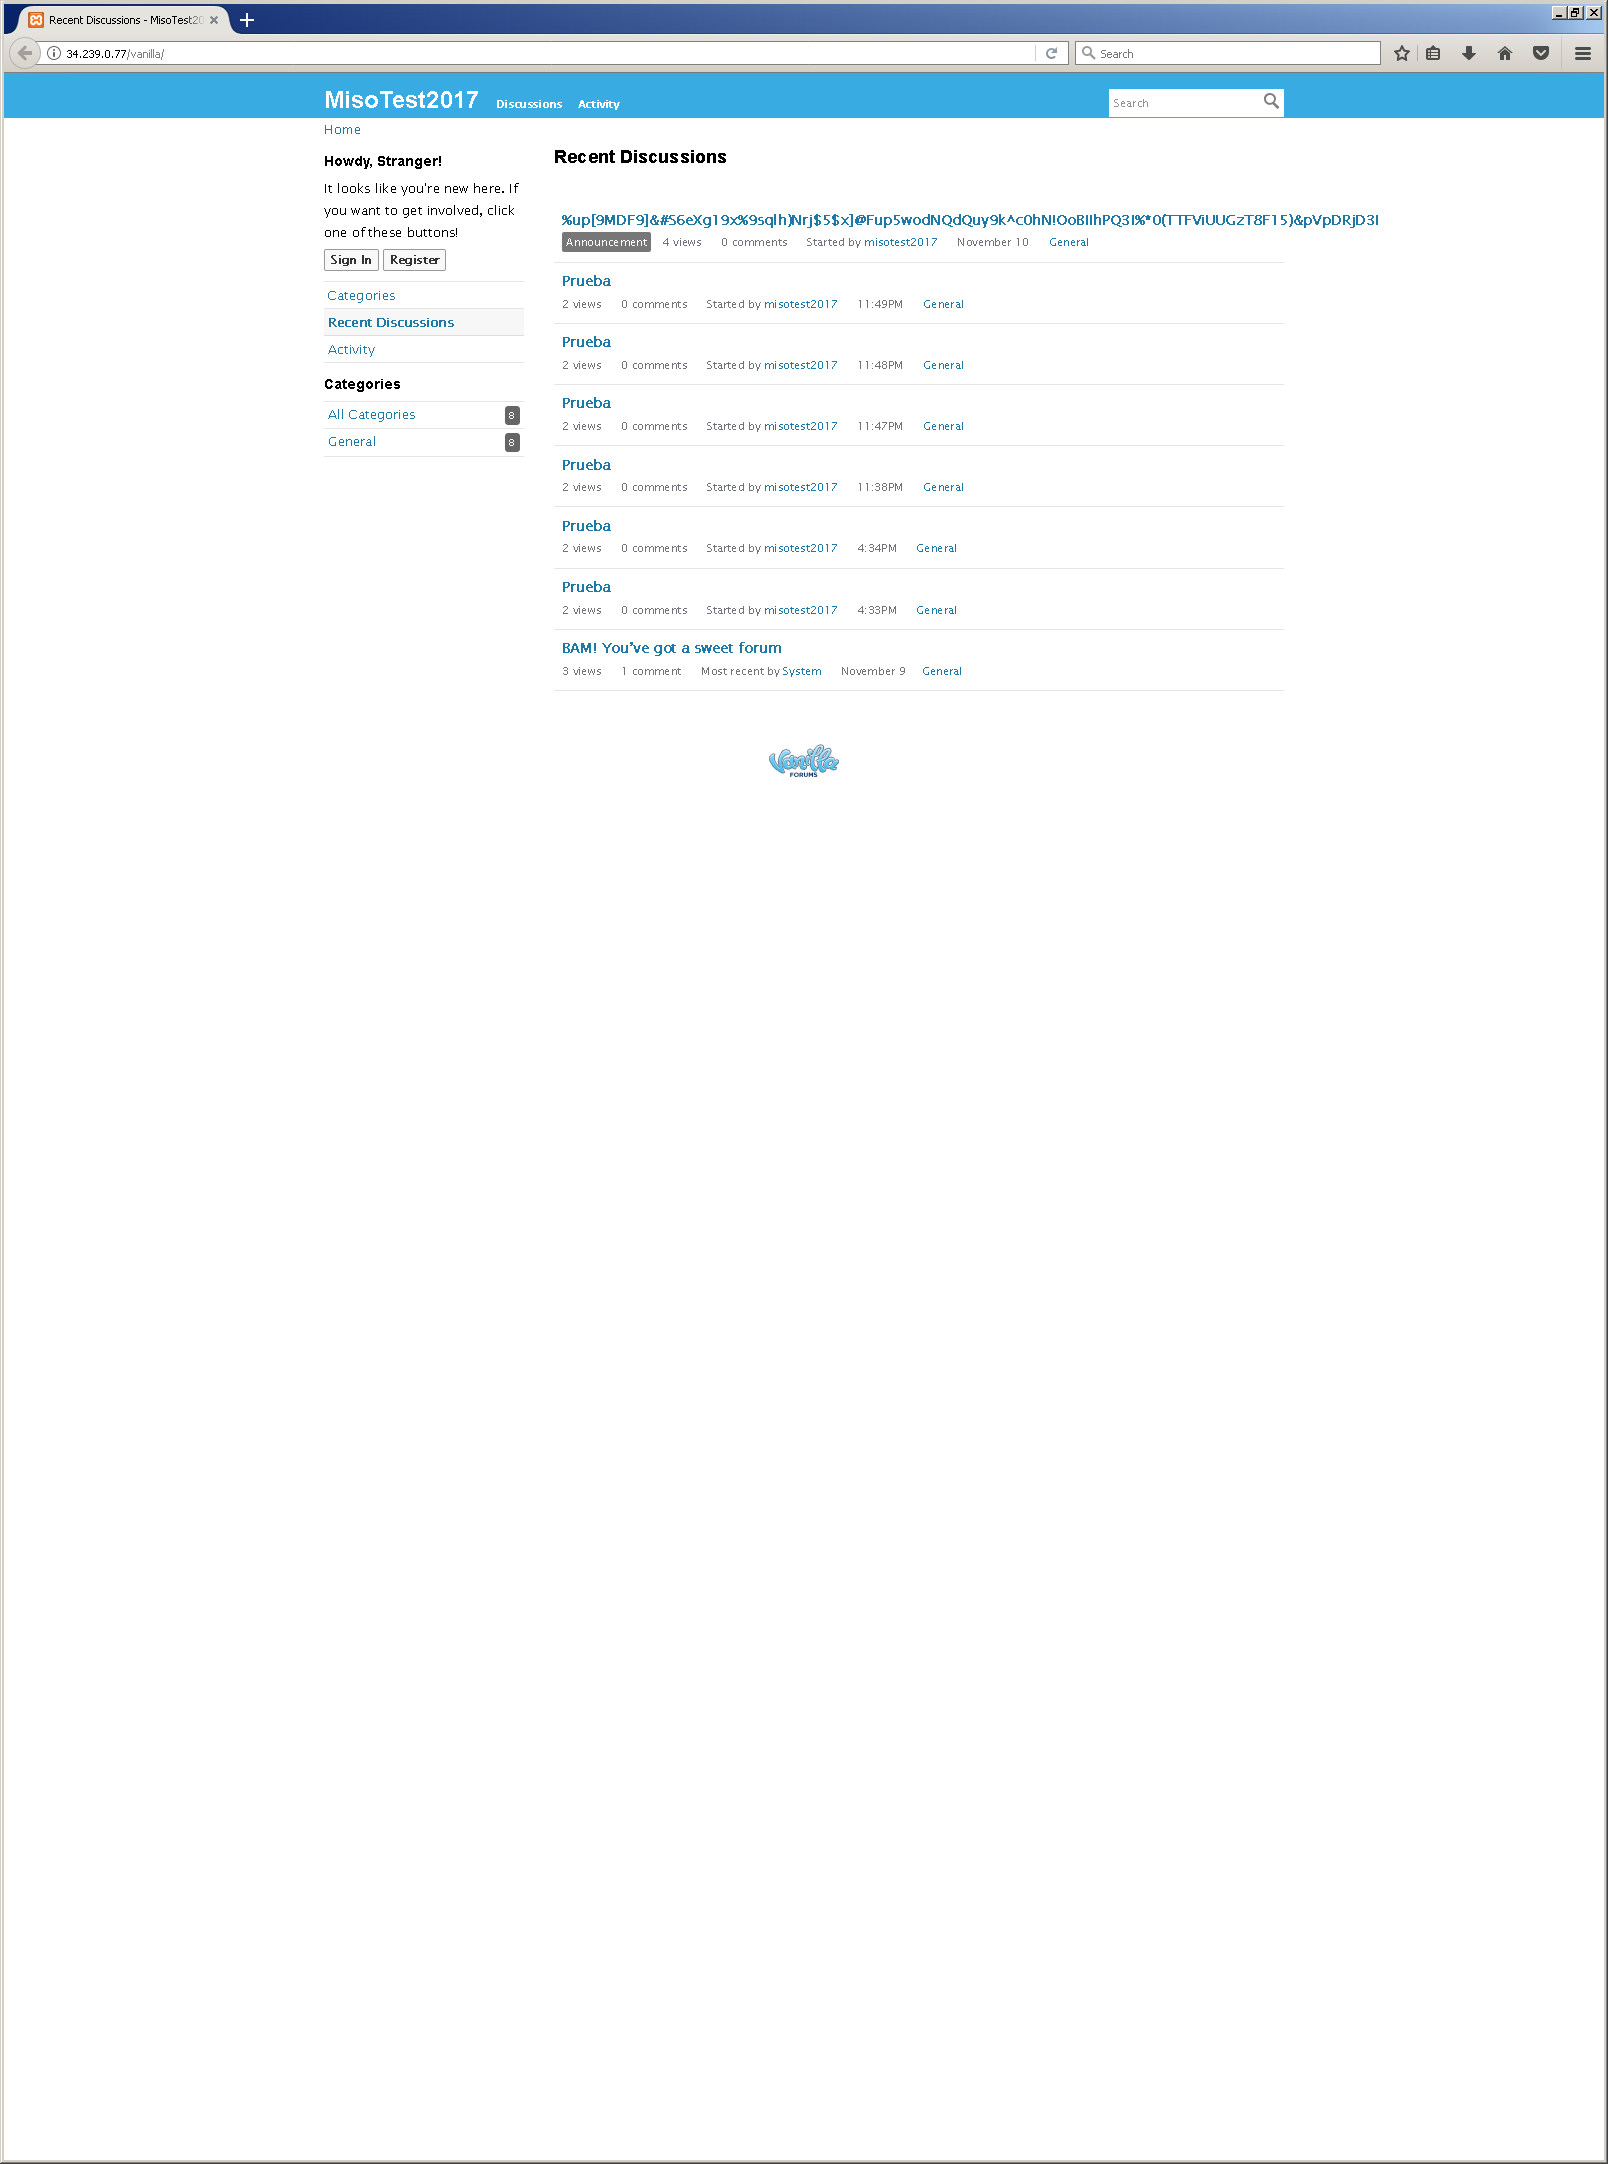 Recent Discussions - MisoTest20
34.239.0.77/vanilla/
Search
MisoTest2017 Discussions Activity
Search
Home
Howdy, Stranger!
It looks like you're new here. If
you want to get involved, click
one of these buttons!
Sign In Register
Categories
Recent Discussions
Activity
Categories
All Categories 8
General 8
Recent Discussions
%up[9MDF9]&#S6eXg19x%9sqlh)Nrj$5$x]@Fup5wodNQdQuy9k^c0hN!OoBIIhPQ3I%*0(TTFViUUGzT8F15)&pVpDRjD3I
Announcement 4 views 0 comments Started by misotest2017 November 10 General
Prueba
2 views 0 comments Started by misotest2017 11:49PM General
Prueba
2 views 0 comments Started by misotest2017 11:48PM General
Prueba
2 views 0 comments Started by misotest2017 11:47PM General
Prueba
2 views 0 comments Started by misotest2017 11:38PM General
Prueba
2 views 0 comments Started by misotest2017 4:34PM General
Prueba
2 views 0 comments Started by misotest2017 4:33PM General
BAM! You’ve got a sweet forum
3 views 1 comment Most recent by System November 9 General
Vanilla
FORUMS